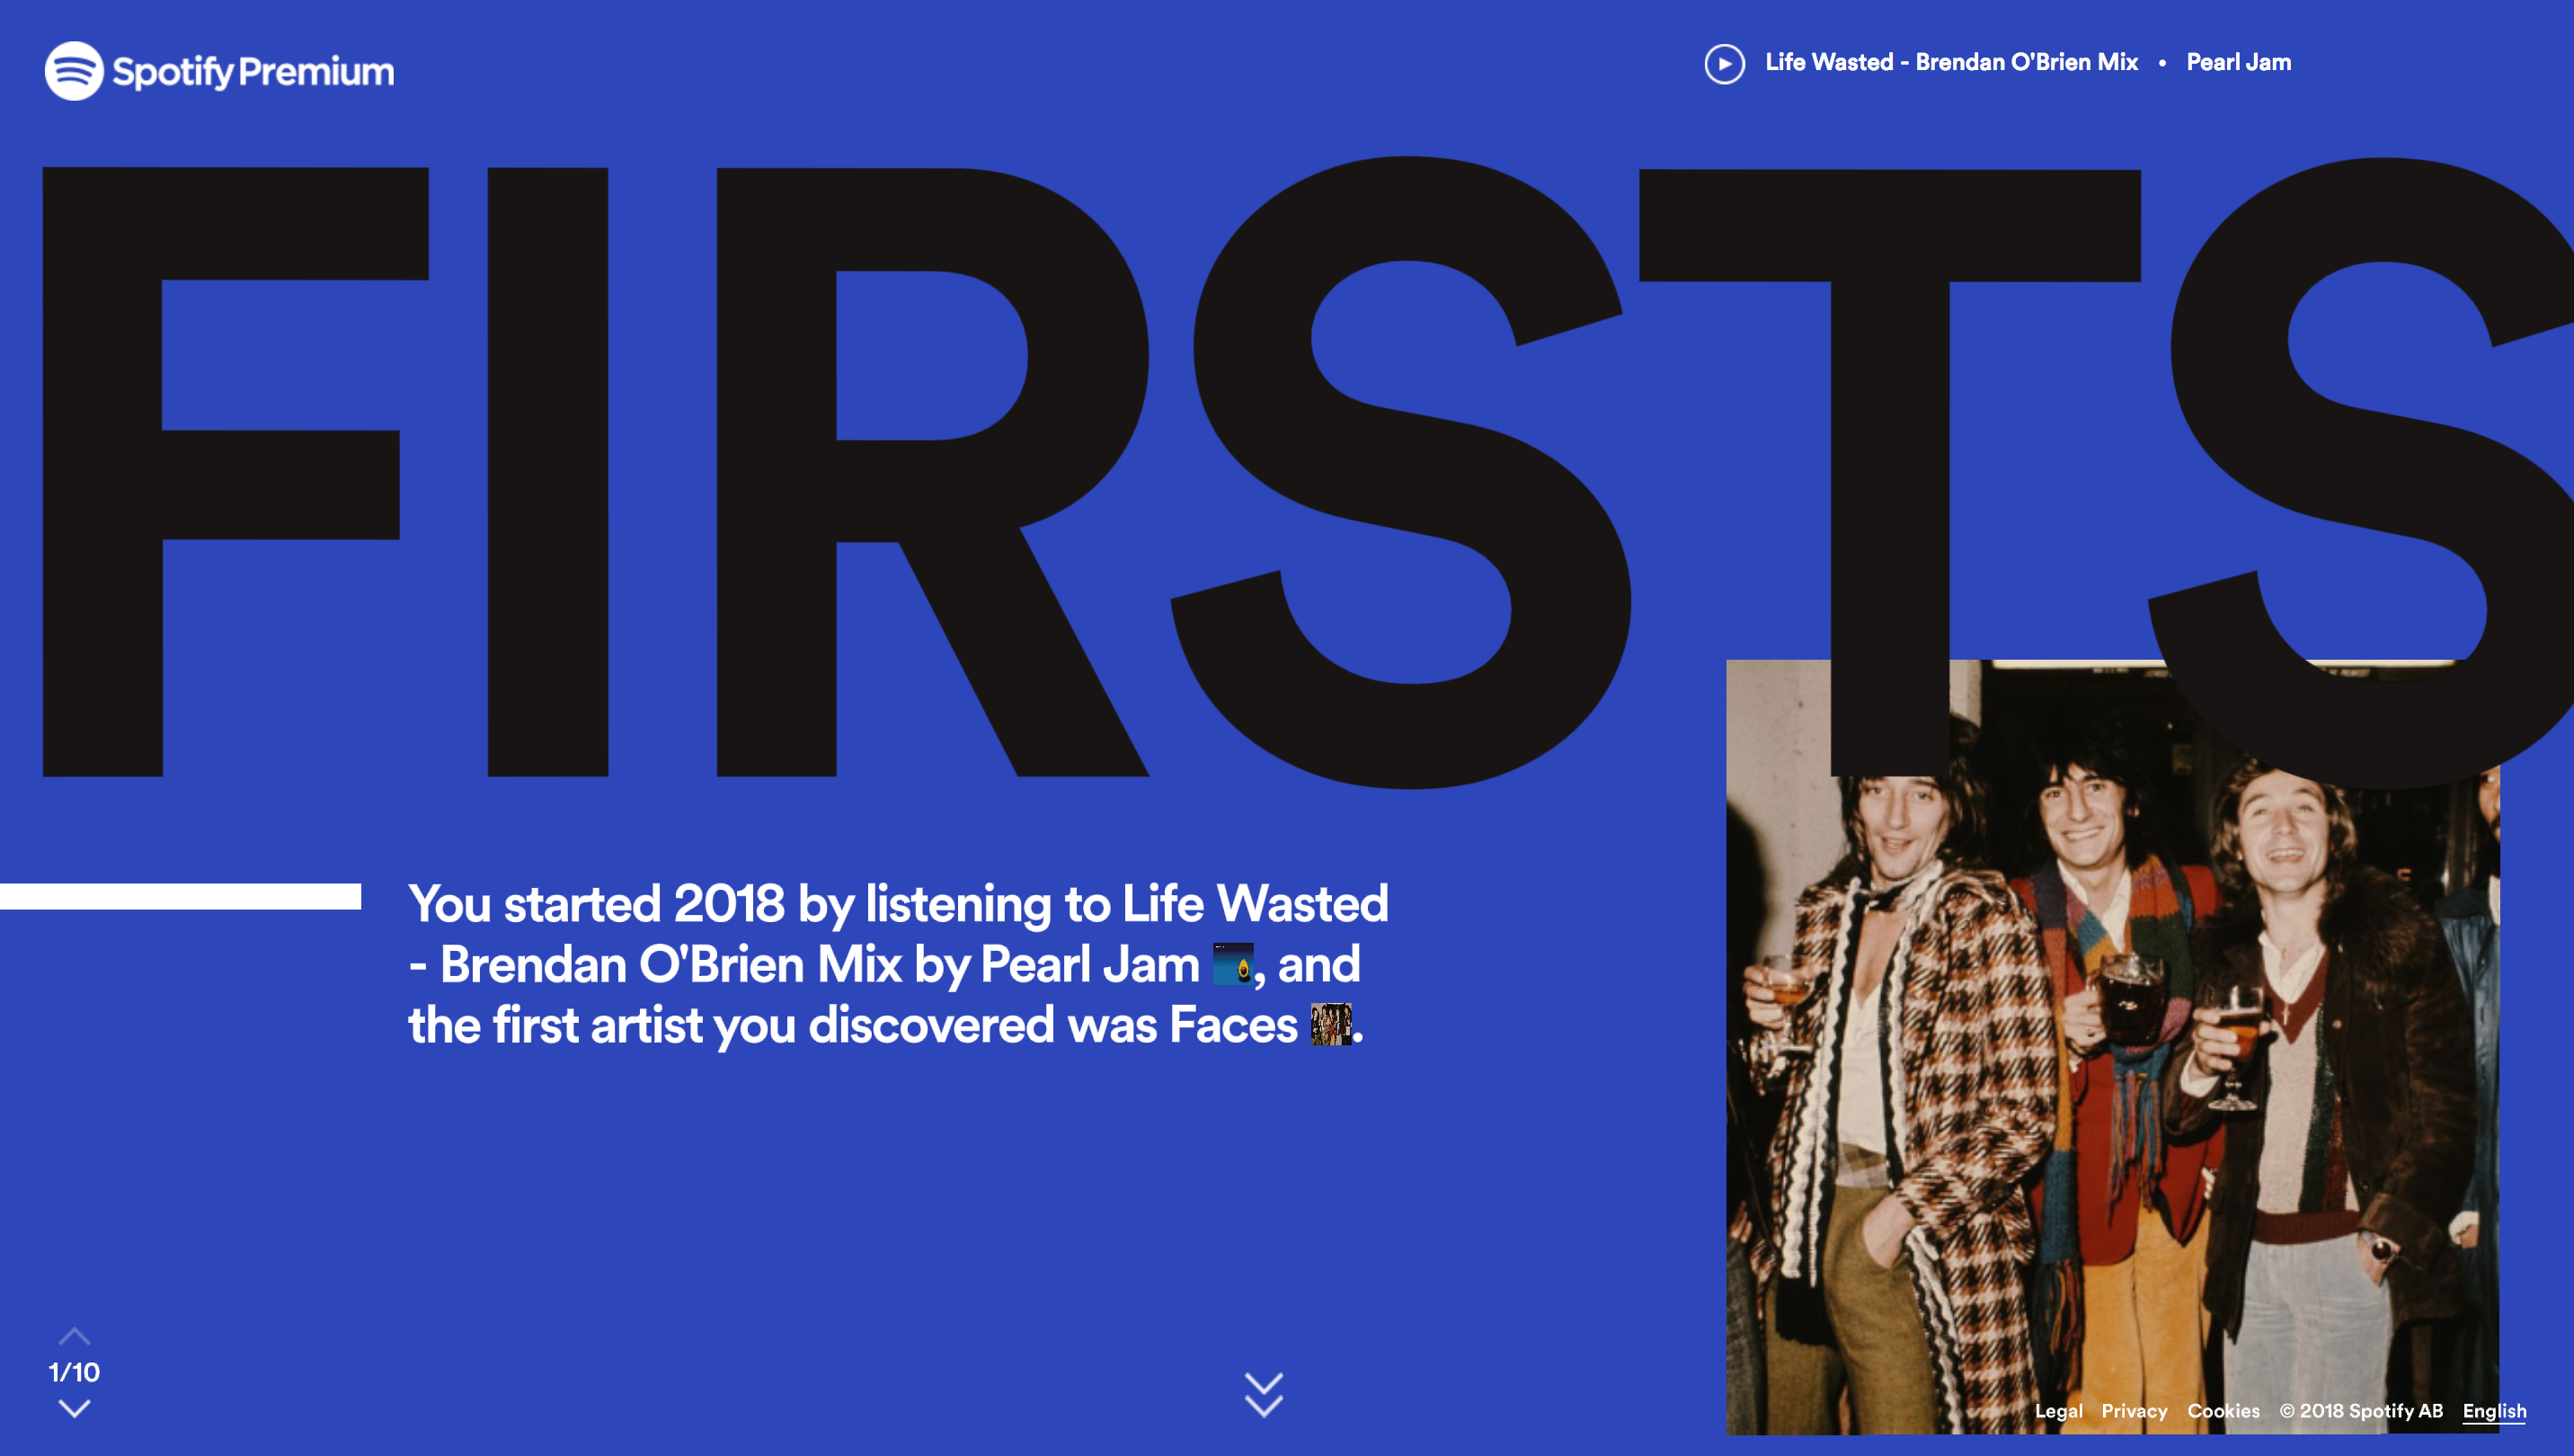 Spotify Premium
Life Wasted - Brendan O'Brien Mix • Pearl Jam
FIRSTS
You started 2018 by listening to Life Wasted
- Brendan O'Brien Mix by Pearl Jam , and
the first artist you discovered was Faces .
1/10
Legal Privacy Cookies © 2018 Spotify AB English